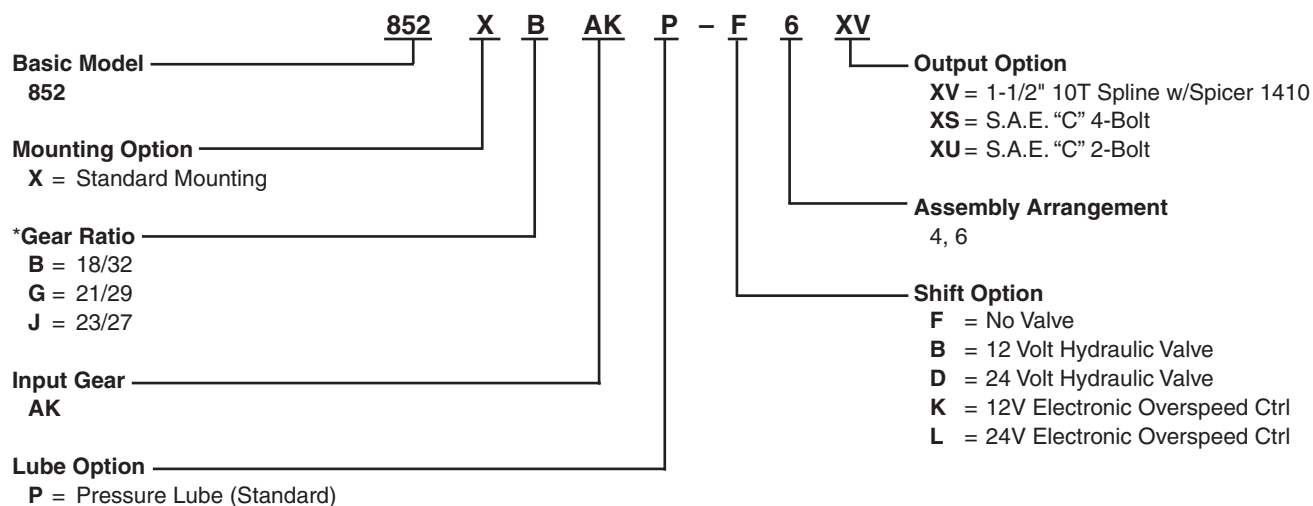 852 X B AK P – F 6 XV
Basic Model
852
Mounting Option
X = Standard Mounting
*Gear Ratio
B = 18/32
G = 21/29
J = 23/27
Input Gear
AK
Lube Option
P = Pressure Lube (Standard)
Output Option
XV = 1-1/2" 10T Spline w/Spicer 1410
XS = S.A.E. “C” 4-Bolt
XU = S.A.E. “C” 2-Bolt
Assembly Arrangement
4, 6
Shift Option
F = No Valve
B = 12 Volt Hydraulic Valve
D = 24 Volt Hydraulic Valve
K = 12V Electronic Overspeed Ctrl
L = 24V Electronic Overspeed Ctrl